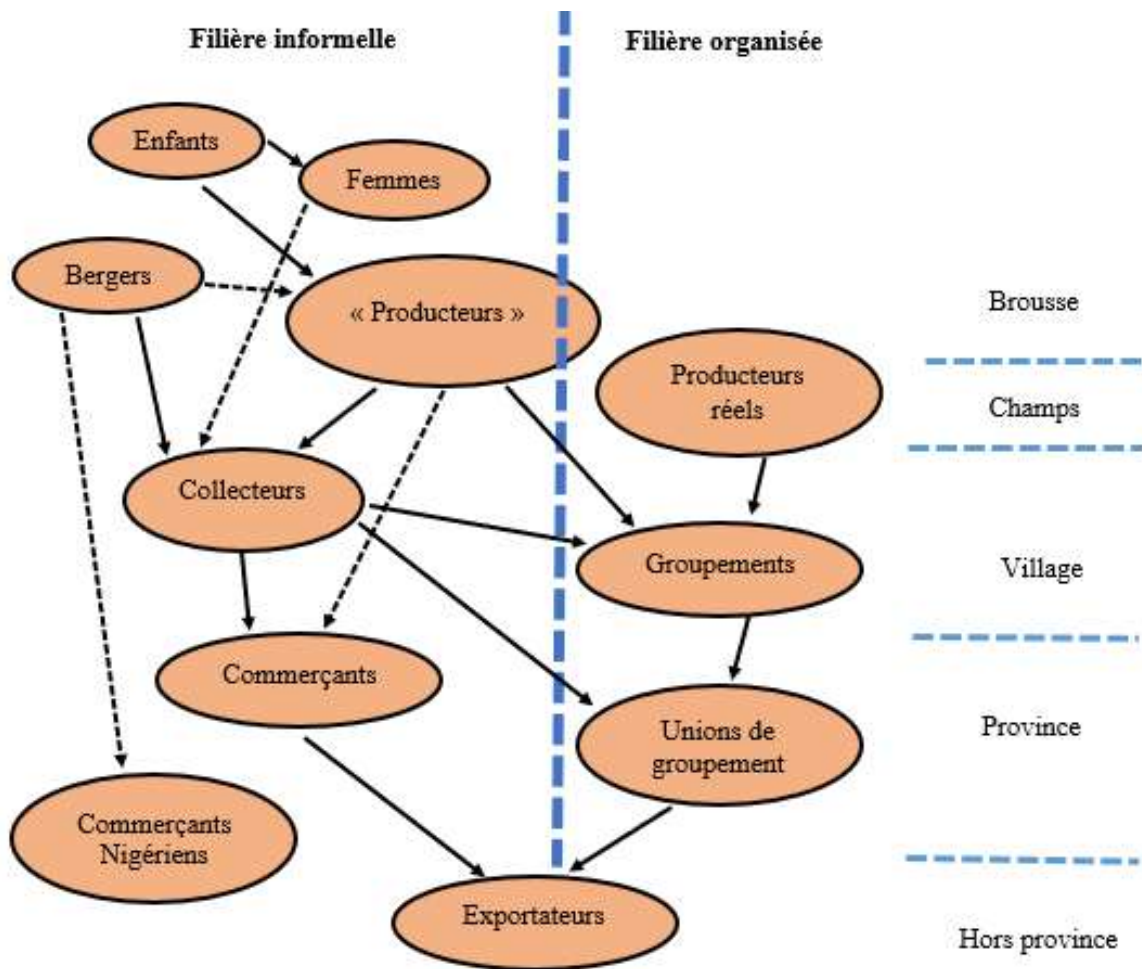 Filière informelle
Filière organisée
Enfants
Femmes
Bergers
« Producteurs »
Brousse
Producteurs
réels
Champs
Collecteurs
Groupements
Village
Commerçants
Unions de
groupement
Province
Commerçants
Nigériens
Exportateurs
Hors province